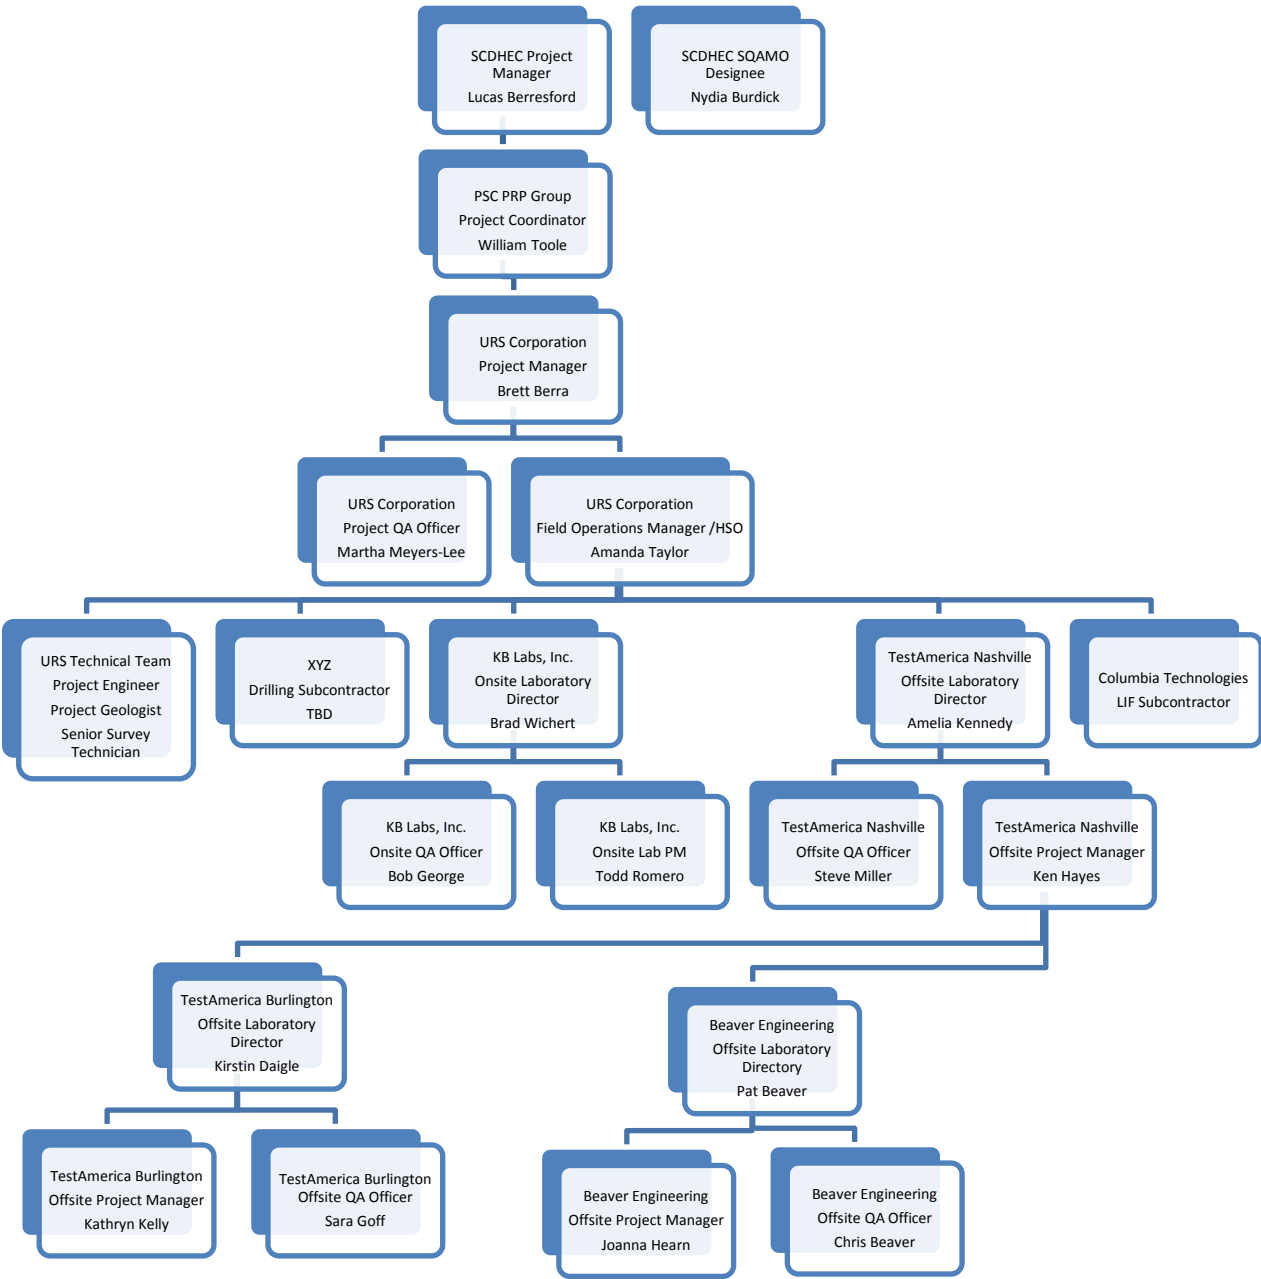 SCDHEC Project
Manager
Lucas Berresford
SCDHEC SQAMO
Designee
Nydia Burdick
PSC PRP Group
Project Coordinator
William Toole
URS Corporation
Project Manager
Brett Berra
URS Corporation
Project QA Officer
Martha Meyers-Lee
URS Corporation
Field Operations Manager /HSO
Amanda Taylor
URS Technical Team
Project Engineer
Project Geologist
Senior Survey
Technician
XYZ
Drilling Subcontractor
TBD
KB Labs, Inc.
Onsite Laboratory
Director
Brad Wichert
TestAmerica Nashville
Offsite Laboratory
Director
Amelia Kennedy
Columbia Technologies
LIF Subcontractor
KB Labs, Inc.
Onsite QA Officer
Bob George
KB Labs, Inc.
Onsite Lab PM
Todd Romero
TestAmerica Nashville
Offsite QA Officer
Steve Miller
TestAmerica Nashville
Offsite Project Manager
Ken Hayes
TestAmerica Burlington
Offsite Laboratory
Director
Kirstin Daigle
Beaver Engineering
Offsite Laboratory
Directory
Pat Beaver
TestAmerica Burlington
Offsite Project Manager
Kathryn Kelly
TestAmerica Burlington
Offsite QA Officer
Sara Goff
Beaver Engineering
Offsite Project Manager
Joanna Hearn
Beaver Engineering
Offsite QA Officer
Chris Beaver